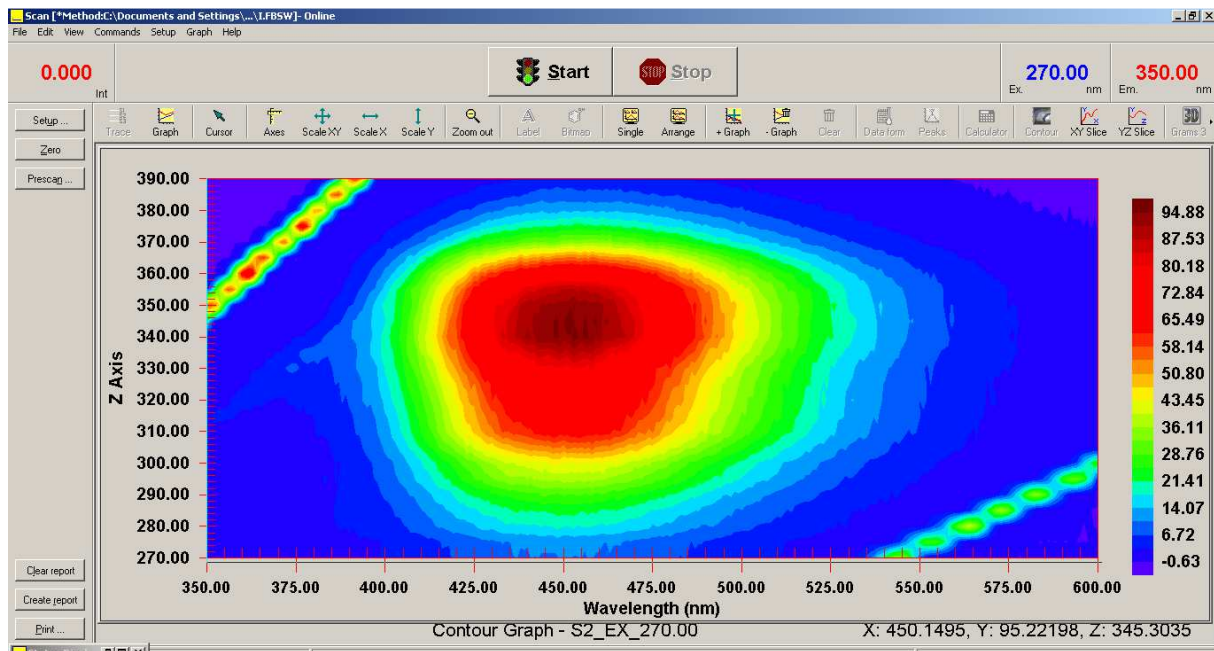 Scan [*Method:C:\Documents and Settings\...\I.FBSW]- Online
File Edit View Commands Setup Graph Help
0.000
Int
Start
STOP Stop
270.00
Ex. nm
350.00
Em. nm
Setup ...
Zero
Prescan ...
Trace Graph Cursor Axes Scale XY Scale X Scale Y Zoom out Label Bitmap Single Arrange + Graph - Graph Clear Data form Peaks Calculator Contour XY Slice YZ Slice Grams 3
3D
390.00
380.00
370.00
360.00
350.00
340.00
330.00
320.00
310.00
300.00
290.00
280.00
270.00
Z Axis
94.88
87.53
80.18
72.84
65.49
58.14
50.80
43.45
36.11
28.76
21.41
14.07
6.72
-0.63
350.00 375.00 400.00 425.00 450.00 475.00 500.00 525.00 550.00 575.00 600.00
Wavelength (nm)
Clear report
Create report
Print ...
Contour Graph - S2_EX_270.00
X: 450.1495, Y: 95.22198, Z: 345.3035